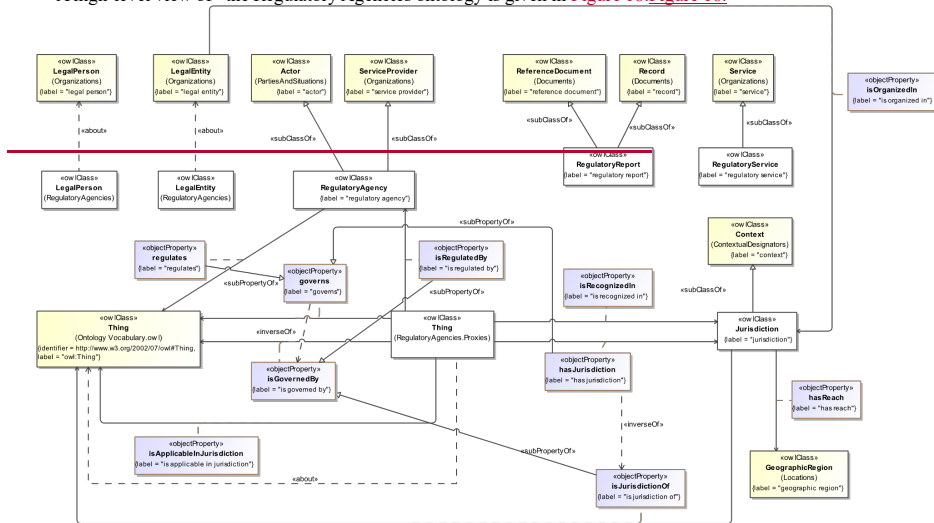 A high-level view of the Regulatory Agencies ontology is given in Figure 16.Figure 16.
«owlClass»
LegalPerson
(Organizations)
{label = "legal person"}
«owlClass»
LegalEntity
(Organizations)
{label = "legal entity"}
«owlClass»
Actor
(PartiesAndSituations)
{label = "actor"}
«owlClass»
ServiceProvider
(Organizations)
{label = "service provider"}
«owlClass»
ReferenceDocument
(Documents)
{label = "reference document"}
«owlClass»
Record
(Documents)
{label = "record"}
«owlClass»
Service
(Organizations)
{label = "service"}
«objectProperty»
isOrganizedIn
{label = "is organized in"}
«about»
«about»
«subClassOf»
«subClassOf»
«subClassOf»
«subClassOf»
«subClassOf»
«owlClass»
LegalPerson
(RegulatoryAgencies)
«owlClass»
LegalEntity
(RegulatoryAgencies)
«owlClass»
RegulatoryAgency
{label = "regulatory agency"}
«owlClass»
RegulatoryReport
{label = "regulatory report"}
«owlClass»
RegulatoryService
{label = "regulatory service"}
«subPropertyOf»
«owlClass»
Context
(ContextualDesignators)
{label = "context"}
«objectProperty»
regulates
{label = "regulates"}
«objectProperty»
governs
{label = "governs"}
«objectProperty»
isRegulatedBy
{label = "is regulated by"}
«objectProperty»
isRecognizedIn
{label = "is recognized in"}
«subPropertyOf»
«subPropertyOf»
«subClassOf»
«owlClass»
Thing
(Ontology Vocabulary.owl)
{identifier = http://www.w3.org/2002/07/owl#Thing,
label = "owl:Thing"}
«inverseOf»
«owlClass»
Thing
(RegulatoryAgencies.Proxies)
«owlClass»
Jurisdiction
{label = "jurisdiction"}
«objectProperty»
isGovernedBy
{label = "is governed by"}
«objectProperty»
hasJurisdiction
{label = "has jurisdiction"}
«objectProperty»
hasReach
{label = "has reach"}
«inverseOf»
«objectProperty»
isApplicableInJurisdiction
{label = "is applicable in jurisdiction"}
«subPropertyOf»
«about»
«objectProperty»
isJurisdictionOf
{label = "is jurisdiction of"}
«owlClass»
GeographicRegion
(Locations)
{label = "geographic region"}